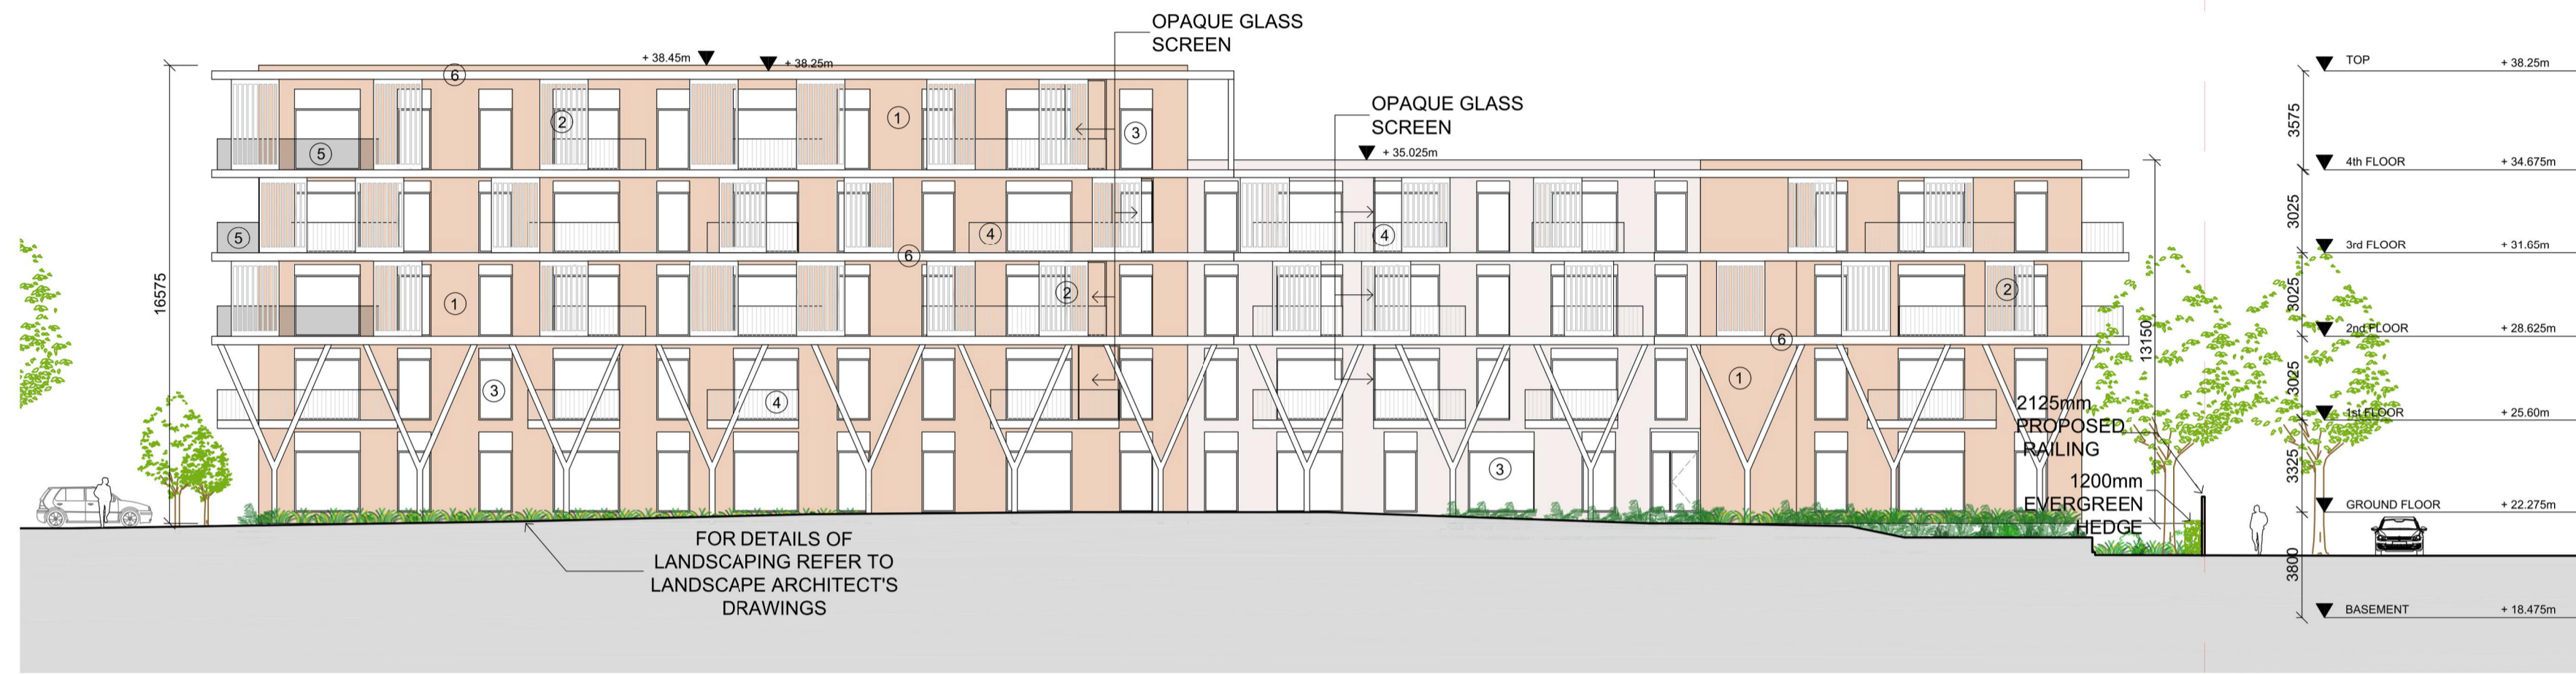 OPAQUE GLASS
SCREEN
+ 38.45m
+ 38.25m
OPAQUE GLASS
SCREEN
+ 35.025m
TOP + 38.25m
3575
4th FLOOR + 34.675m
3025
3rd FLOOR + 31.65m
3025
2nd FLOOR + 28.625m
3025
1st FLOOR + 25.60m
3325
GROUND FLOOR + 22.275m
3800
BASEMENT + 18.475m
16575
13150
6
2
1
3
5
5
4
4
6
1
2
2
6
3
4
1
3
2125mm
PROPOSED
RAILING
1200mm
EVERGREEN
HEDGE
FOR DETAILS OF
LANDSCAPING REFER TO
LANDSCAPE ARCHITECT'S
DRAWINGS